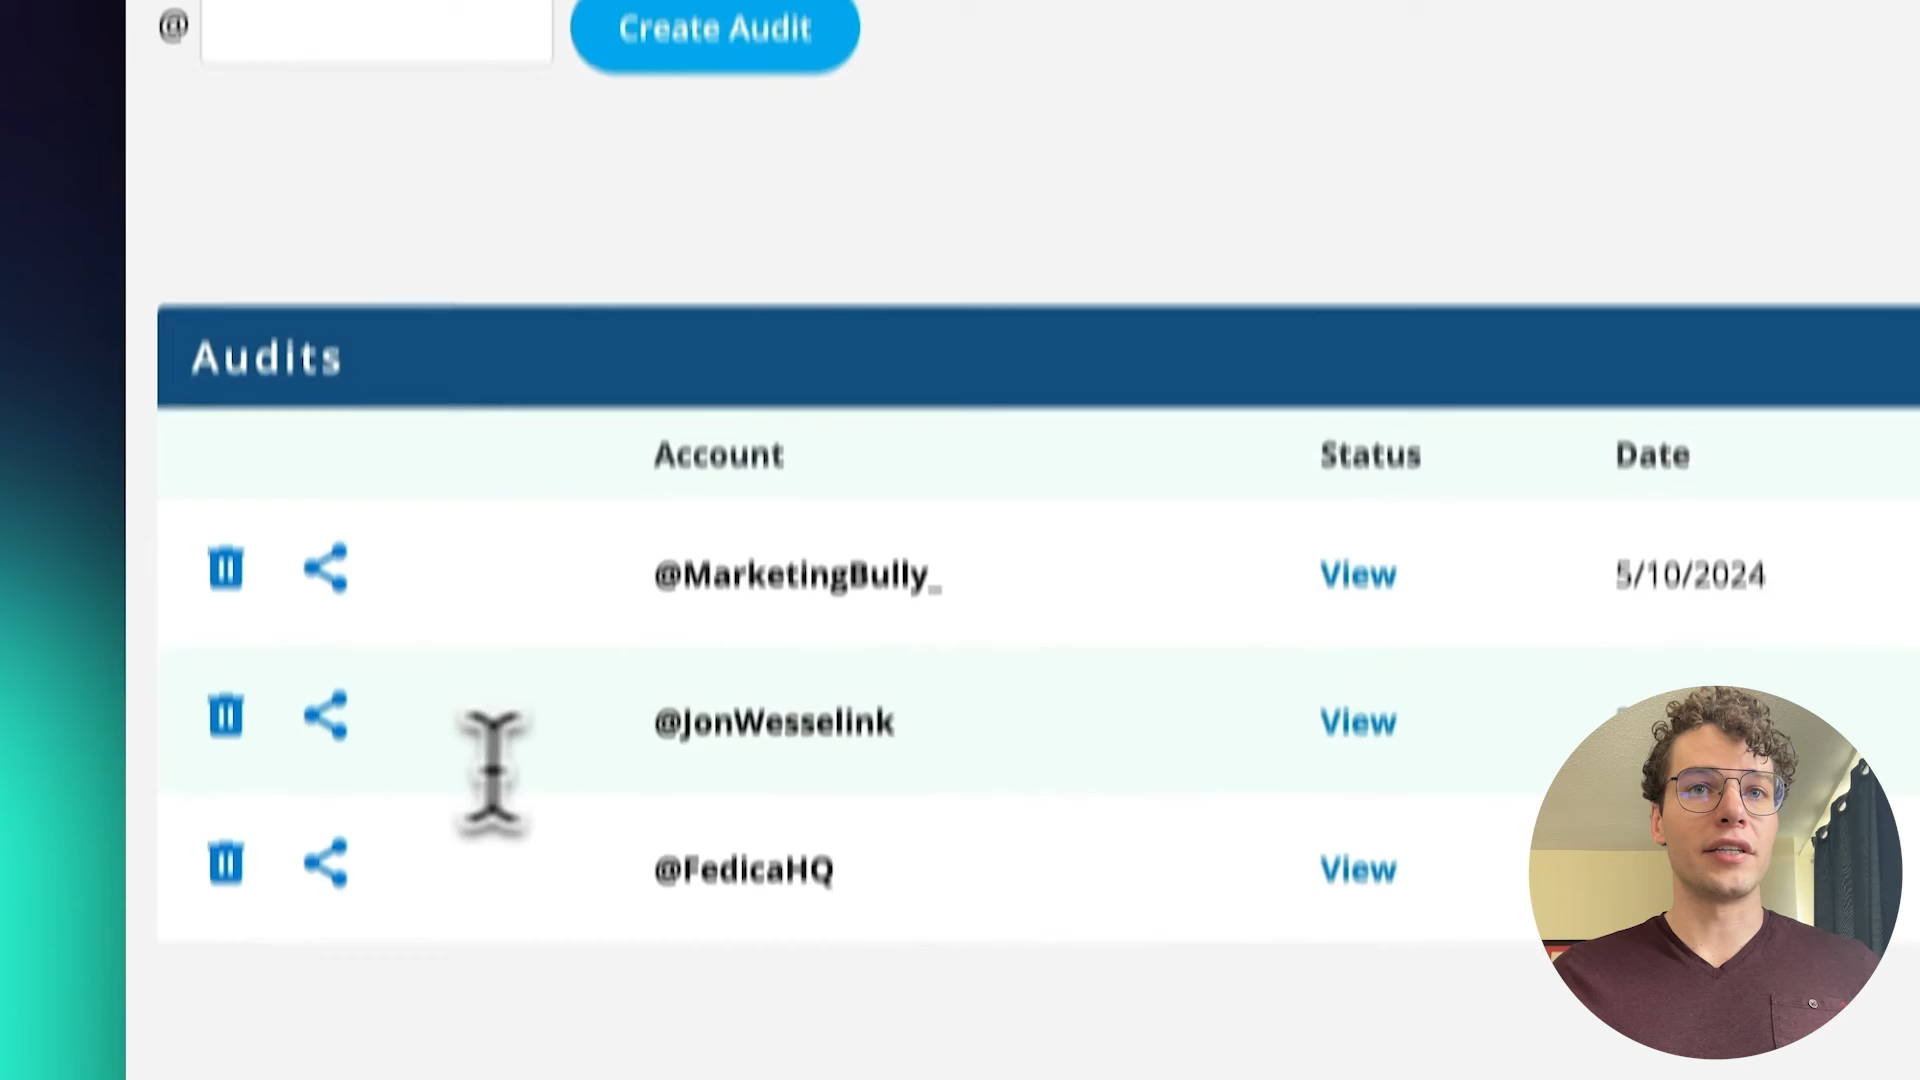 @ Create Audit
Audits
Account Status Date
@MarketingBully_ View 5/10/2024
@JonWesselink View
@FedicaHQ View